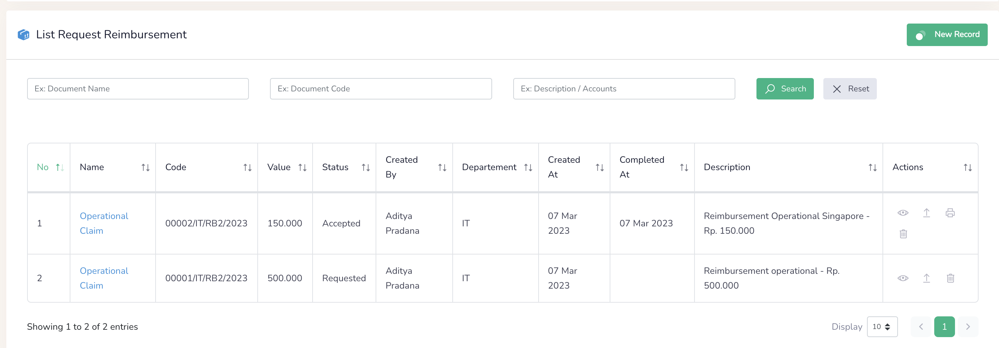 List Request Reimbursement
New Record
Ex: Document Name
Ex: Document Code
Ex: Description / Accounts
Search
Reset
No
Name
Code
Value
Status
Created
By
Departement
Created
At
Completed
At
Description
Actions
1
Operational
Claim
00002/IT/RB2/2023
150.000
Accepted
Aditya
Pradana
IT
07 Mar
2023
07 Mar 2023
Reimbursement Operational Singapore -
Rp. 150.000
2
Operational
Claim
00001/IT/RB2/2023
500.000
Requested
Aditya
Pradana
IT
07 Mar
2023
Reimbursement operational - Rp.
500.000
Showing 1 to 2 of 2 entries
Display
10
1